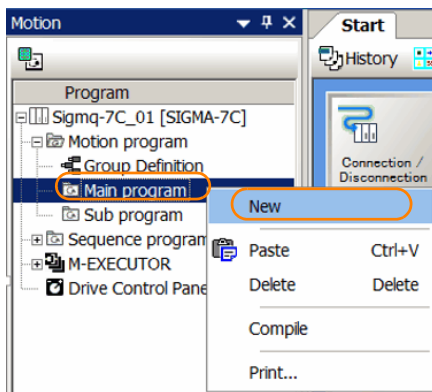 Motion
Start
History
Program
Sigmq-7C_01 [SIGMA-7C]
Motion program
Group Definition
Main program
Sub program
Sequence program
M-EXECUTOR
Drive Control Pane
Connection /
Disconnection
New
Paste Ctrl+V
Delete Delete
Compile
Print...